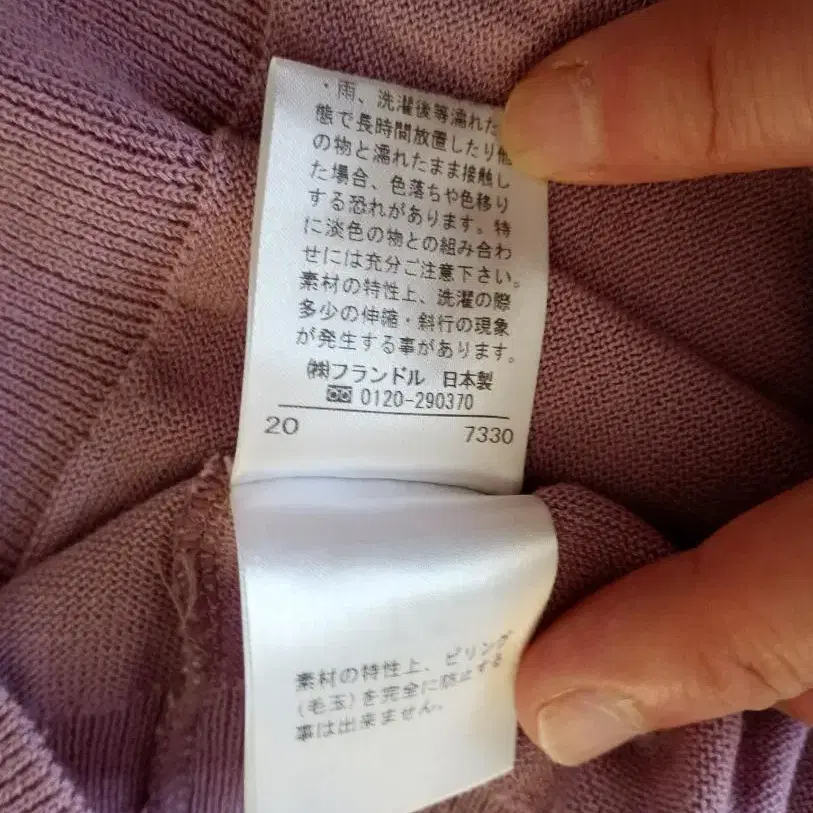 ・雨、洗濯後等濡れた
態で長時間放置したり他
の物と濡れたまま接触し
た場合、色落ちや色移り
する恐れがあります。特
に淡色の物との組み合わ
せには充分ご注意下さい。
素材の特性上、洗濯の際
多少の伸縮・斜行の現象
が発生する事があります。
㈱フランドル 日本製
0120-290370
20 7330
素材の特性上、ピリング
(毛玉)を完全に防止する
事は出来ません。